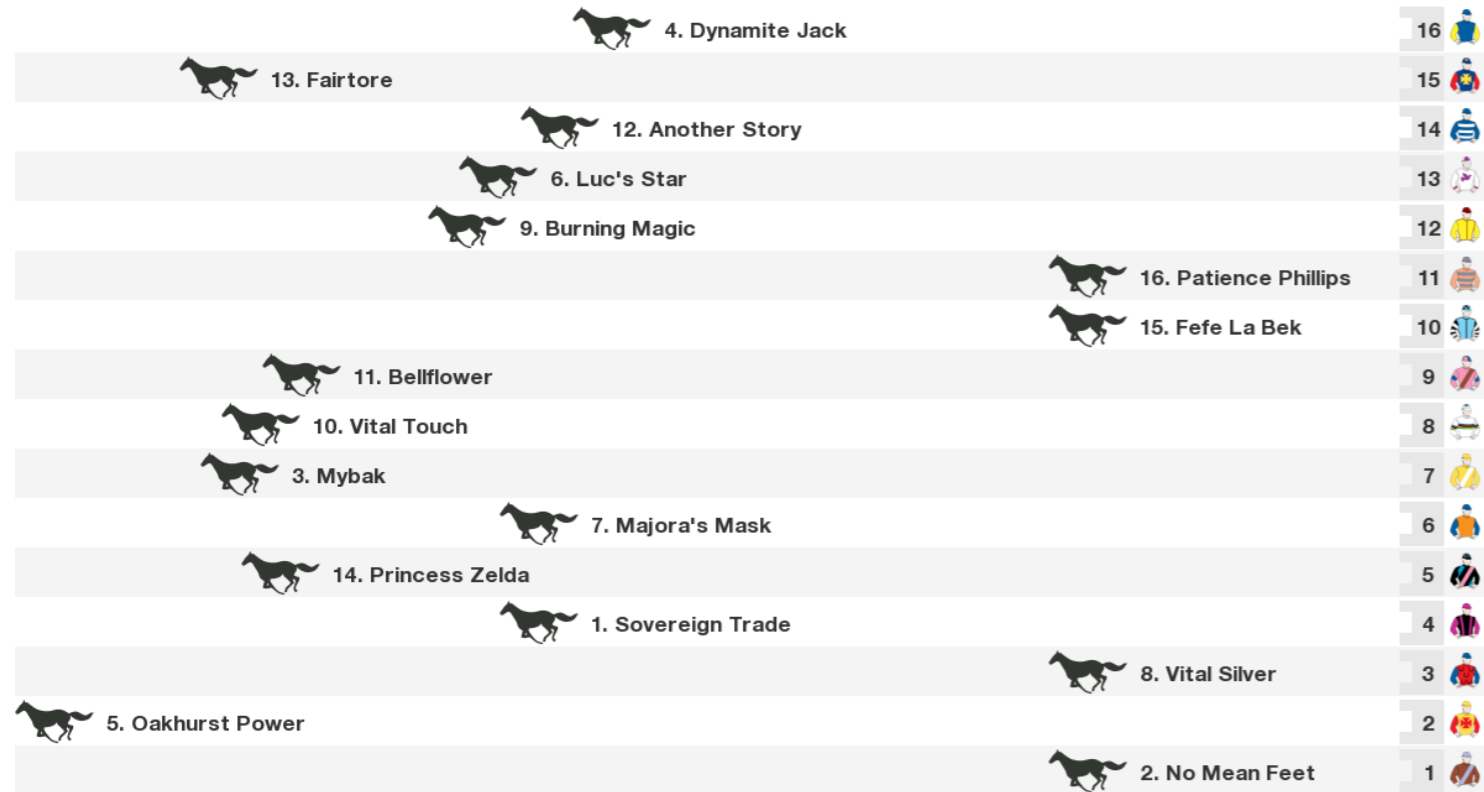 4. Dynamite Jack 16
13. Fairtore 15
12. Another Story 14
6. Luc's Star 13
9. Burning Magic 12
16. Patience Phillips 11
15. Fefe La Bek 10
11. Bellflower 9
10. Vital Touch 8
3. Mybak 7
7. Majora's Mask 6
14. Princess Zelda 5
1. Sovereign Trade 4
8. Vital Silver 3
5. Oakhurst Power 2
2. No Mean Feet 1